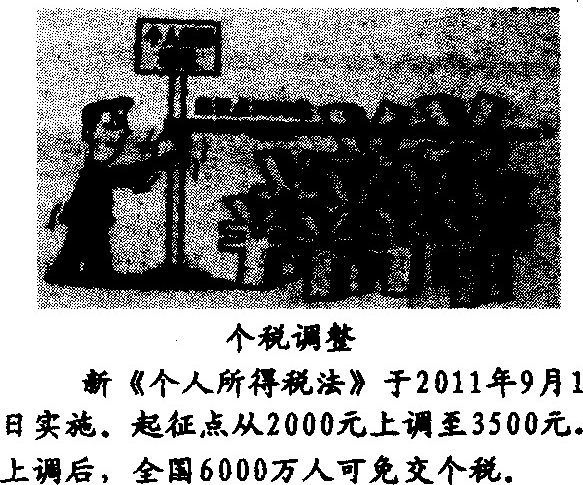 个税调整
新《个人所得税法》于2011年9月1
日实施。起征点从2000元上调至3500元。
上调后，全国6000万人可免交个税。